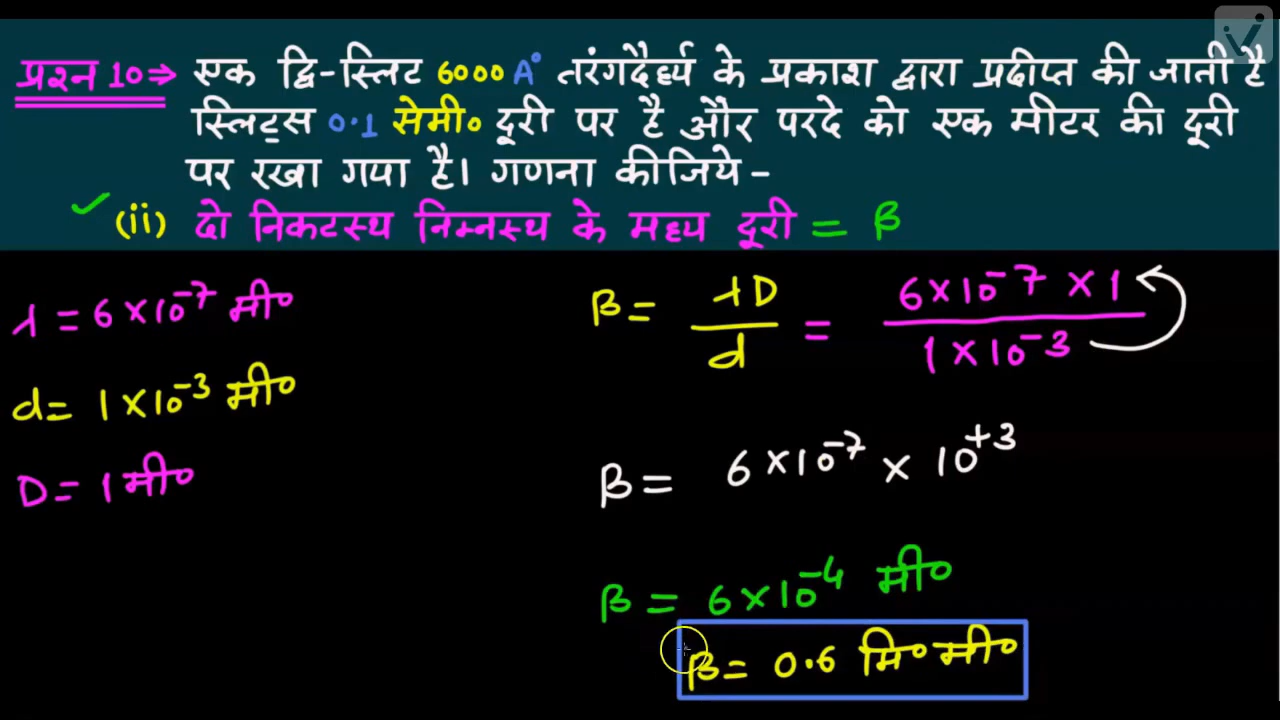 प्रश्न 10⇒ एक द्वि-स्लिट 6000 A° तरंगदैर्ध्य के प्रकाश द्वारा प्रदीप्त की जाती है
स्लिट्स 0.1 सेमी० दूरी पर है और परदे को एक मीटर की दूरी
पर रखा गया है। गणना कीजिये -
(ii) दो निकटस्थ निम्नस्थ के मध्य दूरी = β
λ = 6×10⁻⁷ मी०
d = 1×10⁻³ मी०
D = 1 मी०
β = λD/d = 6×10⁻⁷ × 1 / 1×10⁻³
β = 6×10⁻⁷ × 10⁺³
β = 6×10⁻⁴ मी०
β = 0.6 मि० मी०